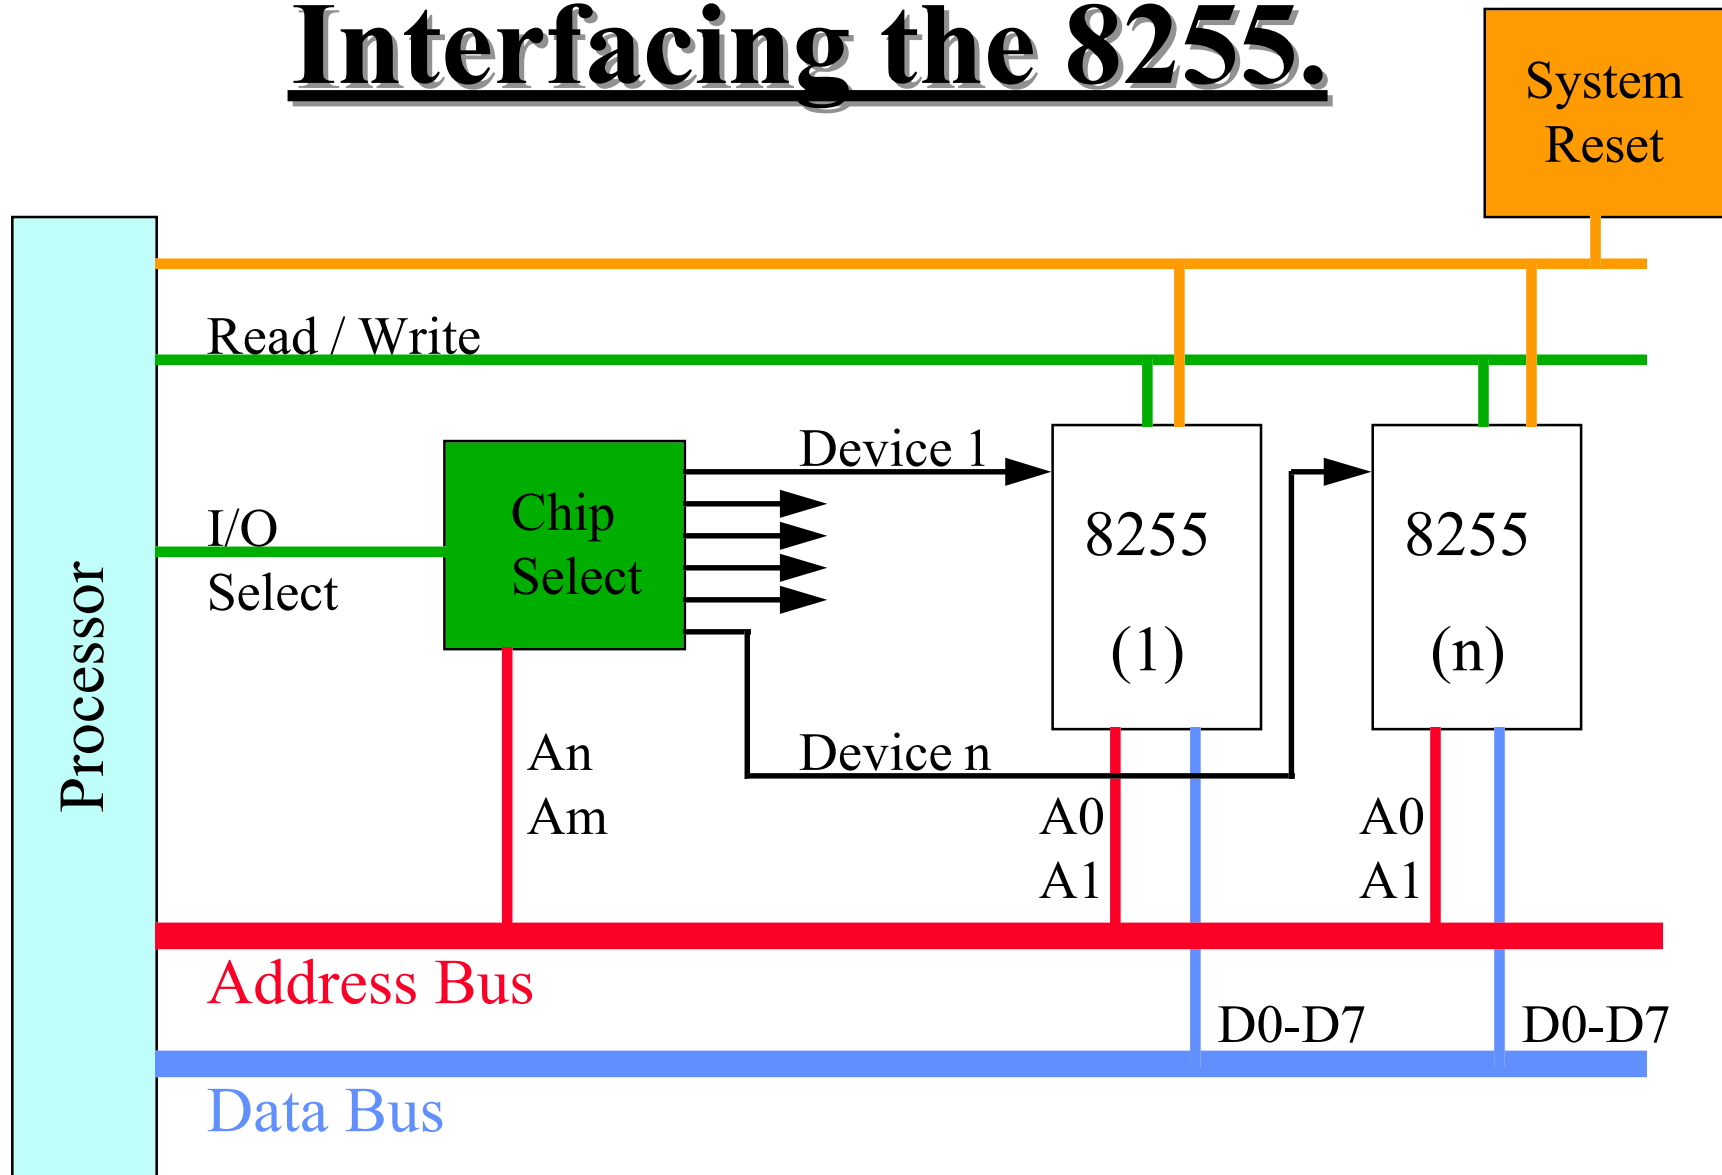 Interfacing the 8255.
System
Reset
Read / Write
Device 1
Chip
Select
I/O
Select
8255
(1)
8255
(n)
Processor
An
Am
Device n
A0
A1
A0
A1
Address Bus
D0-D7
D0-D7
Data Bus